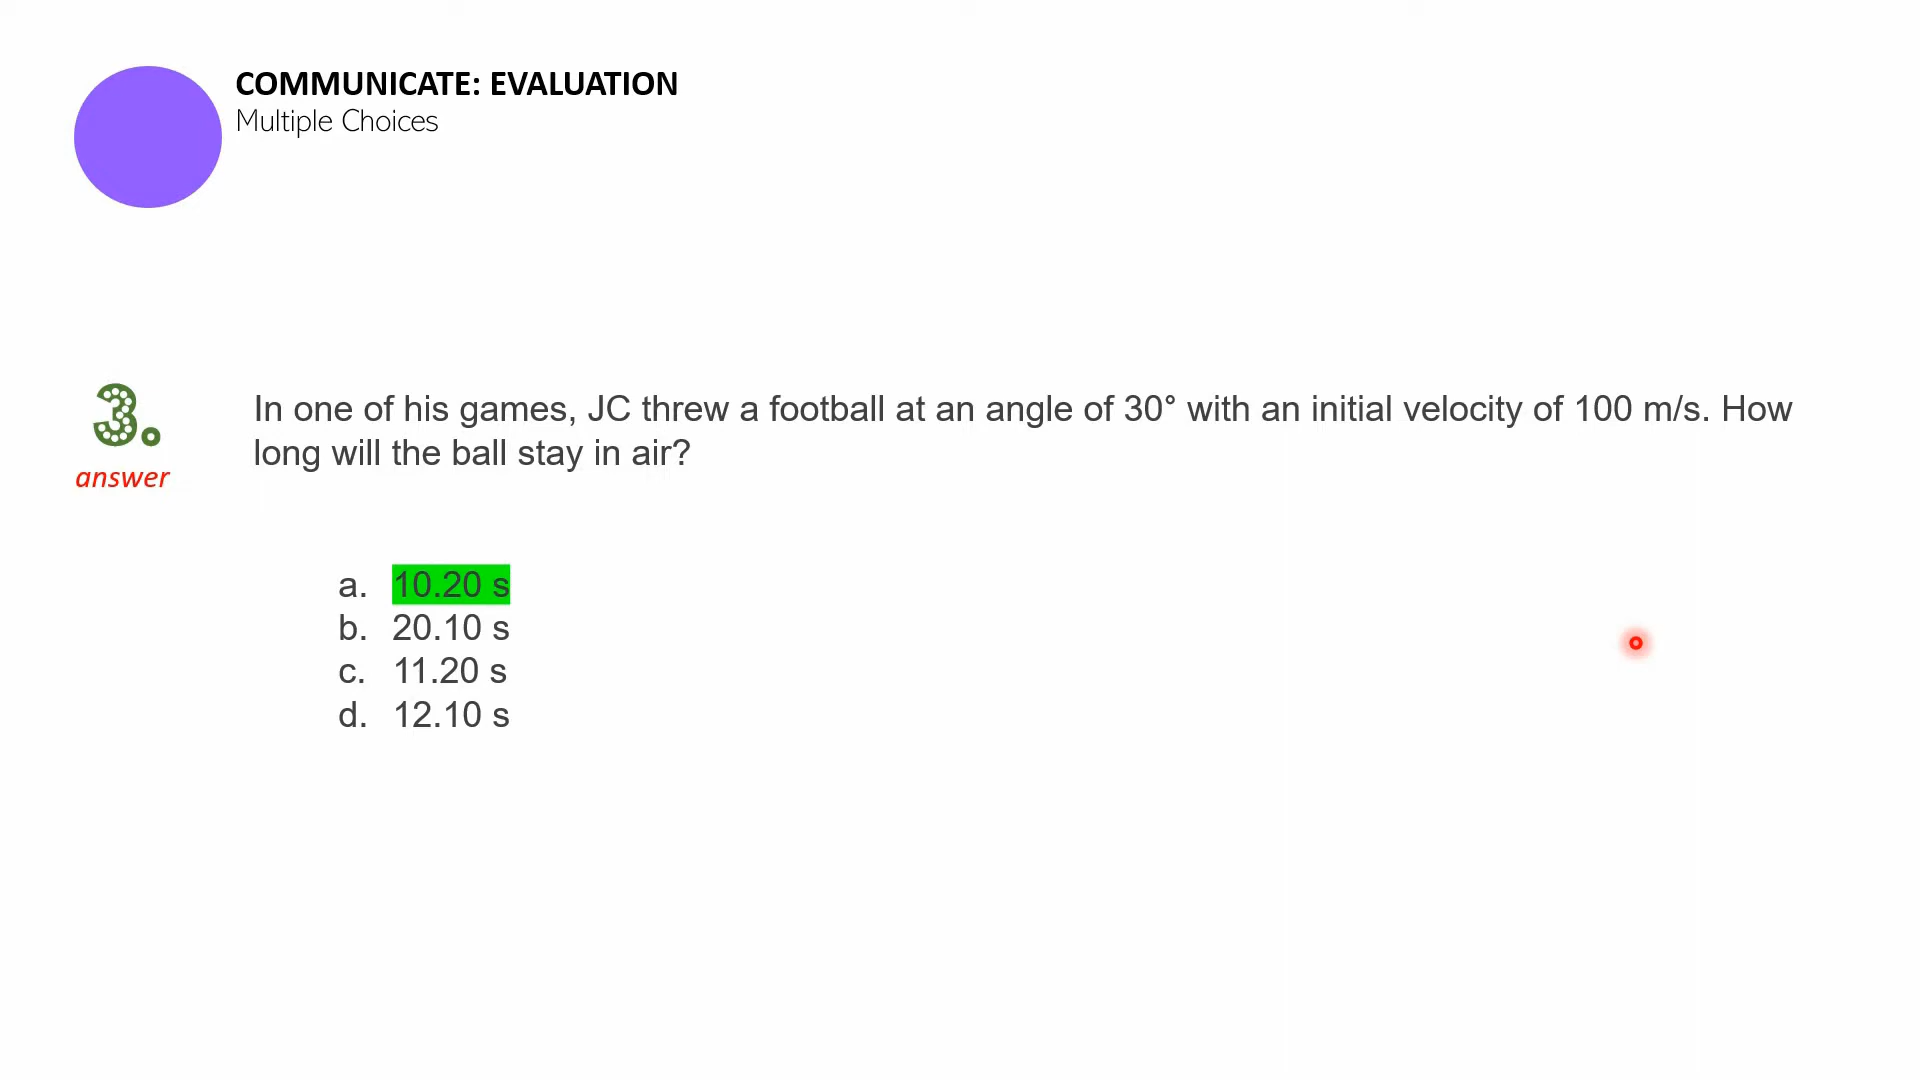 COMMUNICATE: EVALUATION
Multiple Choices
3.
answer
In one of his games, JC threw a football at an angle of 30° with an initial velocity of 100 m/s. How
long will the ball stay in air?
a. 10.20 s
b. 20.10 s
c. 11.20 s
d. 12.10 s